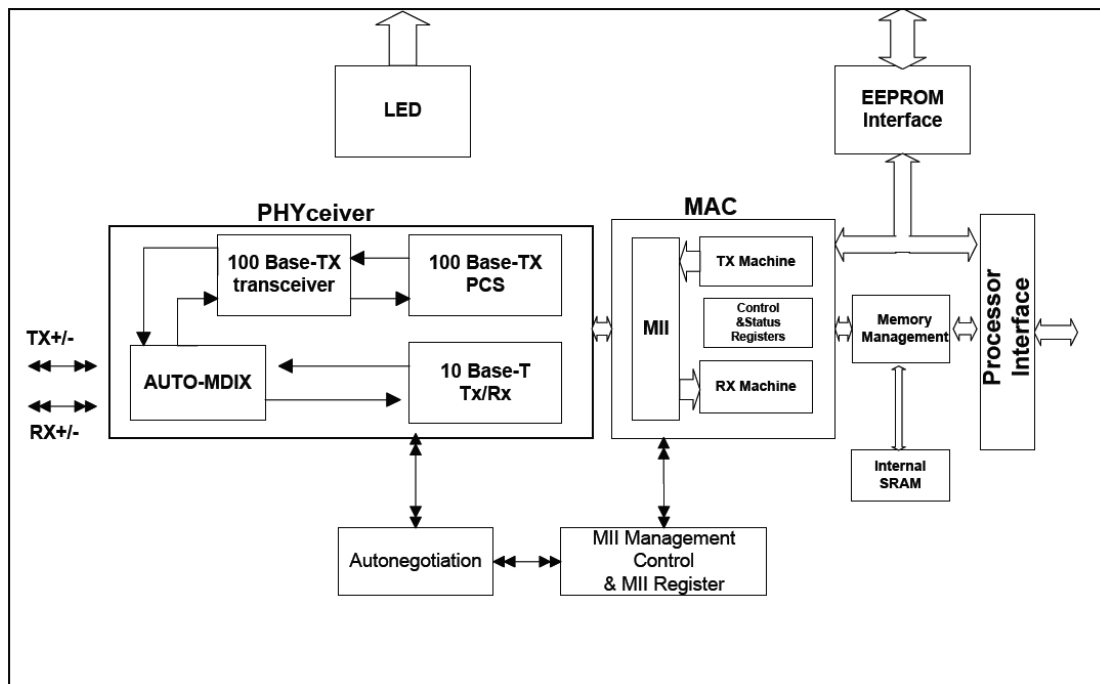 LED
EEPROM
Interface
PHYceiver
MAC
100 Base-TX
transceiver
100 Base-TX
PCS
TX Machine
MII
Control
&Status
Registers
Memory
Management
Processor
Interface
TX+/-
AUTO-MDIX
10 Base-T
Tx/Rx
RX Machine
RX+/-
Internal
SRAM
Autonegotiation
MII Management
Control
& MII Register